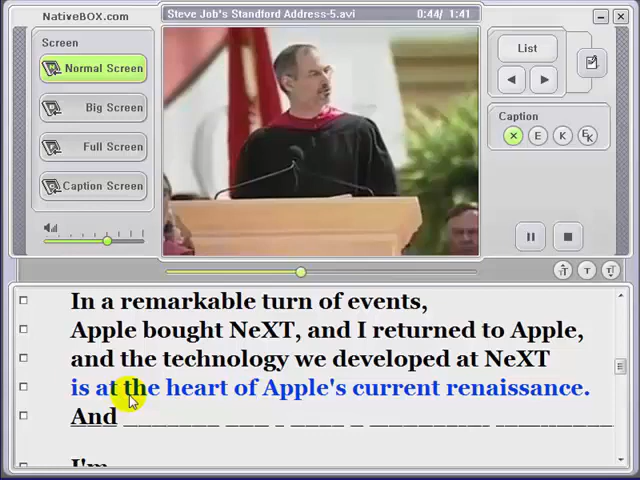 NativeBOX.com
Steve Job's Standford Address-5.avi
0:44/ 1:41
Screen
Normal Screen
Big Screen
Full Screen
Caption Screen
List
Caption
X E K EK
T T T
In a remarkable turn of events,
Apple bought NeXT, and I returned to Apple,
and the technology we developed at NeXT
is at the heart of Apple's current renaissance.
And
I'm